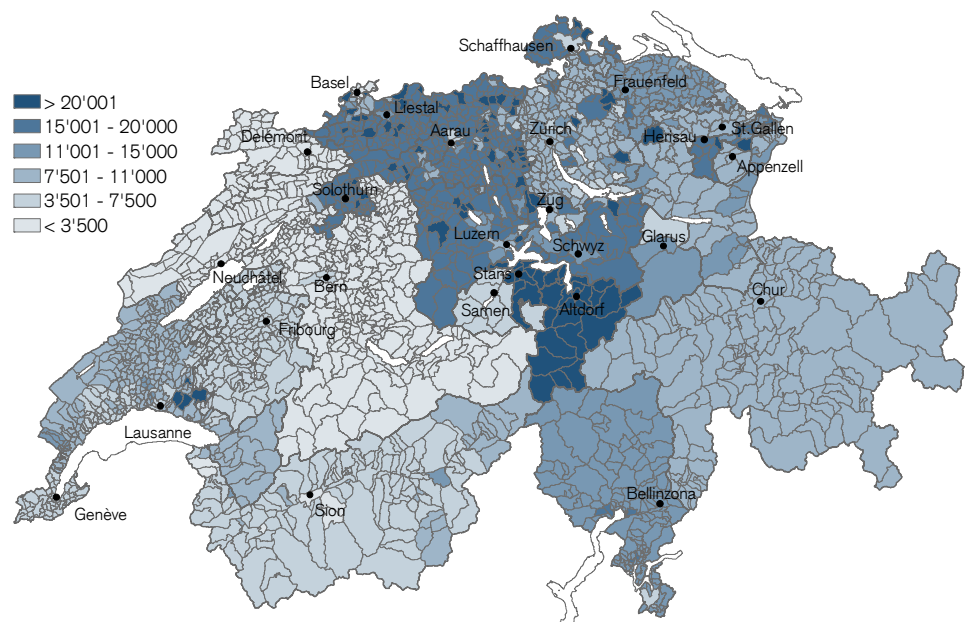 > 20'001
15'001 - 20'000
11'001 - 15'000
7'501 - 11'000
3'501 - 7'500
< 3'500
Schaffhausen
Basel
Frauenfeld
Liestal
Delémont
Aarau
Zürich
Herisau
St.Gallen
Appenzell
Solothurn
Zug
Luzern
Schwyz
Glarus
Neuchâtel
Bern
Stans
Sarnen
Altdorf
Chur
Fribourg
Lausanne
Genève
Sion
Bellinzona